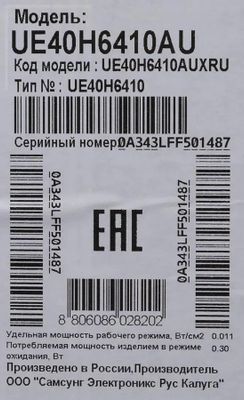 Модель:
UE40H6410AU
Код модели : UE40H6410AUXRU
Тип № : UE40H6410
Серийный номер:0A343LFF501487
0A343LFF501487
0A343LFF501487
EAC
8 806086 028202
Удельная мощность рабочего режима, Вт/см2 0.011
Потребляемая мощность изделием в режиме 0.30
ожидания, Вт
Произведено в России,Производитель
ООО "Самсунг Электроникс Рус Калуга"